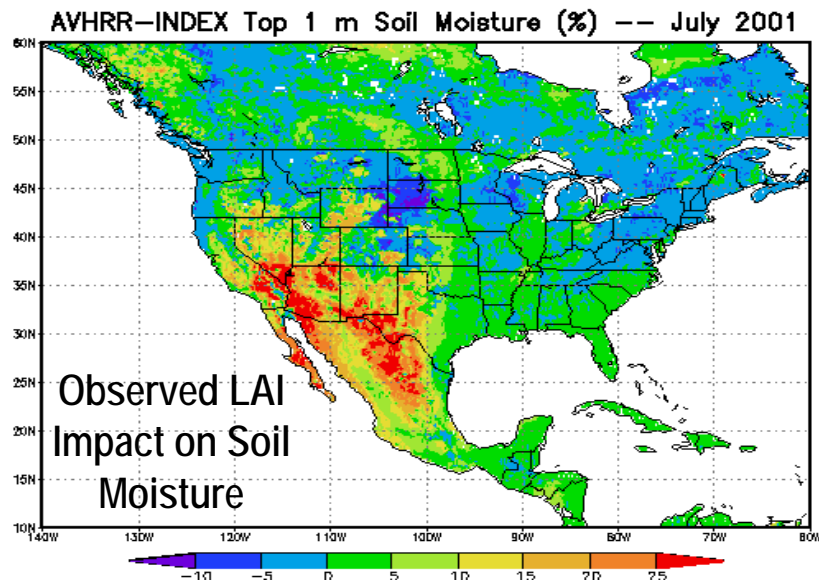 AVHRR-INDEX Top 1 m Soil Moisture (%) -- July 2001
60N
55N
50N
45N
40N
35N
30N
25N
20N
15N
10N
Observed LAI
Impact on Soil
Moisture
140W 130W 120W 110W 100W 90W 80W 70W 60W
-10 -5 0 5 10 15 20 25